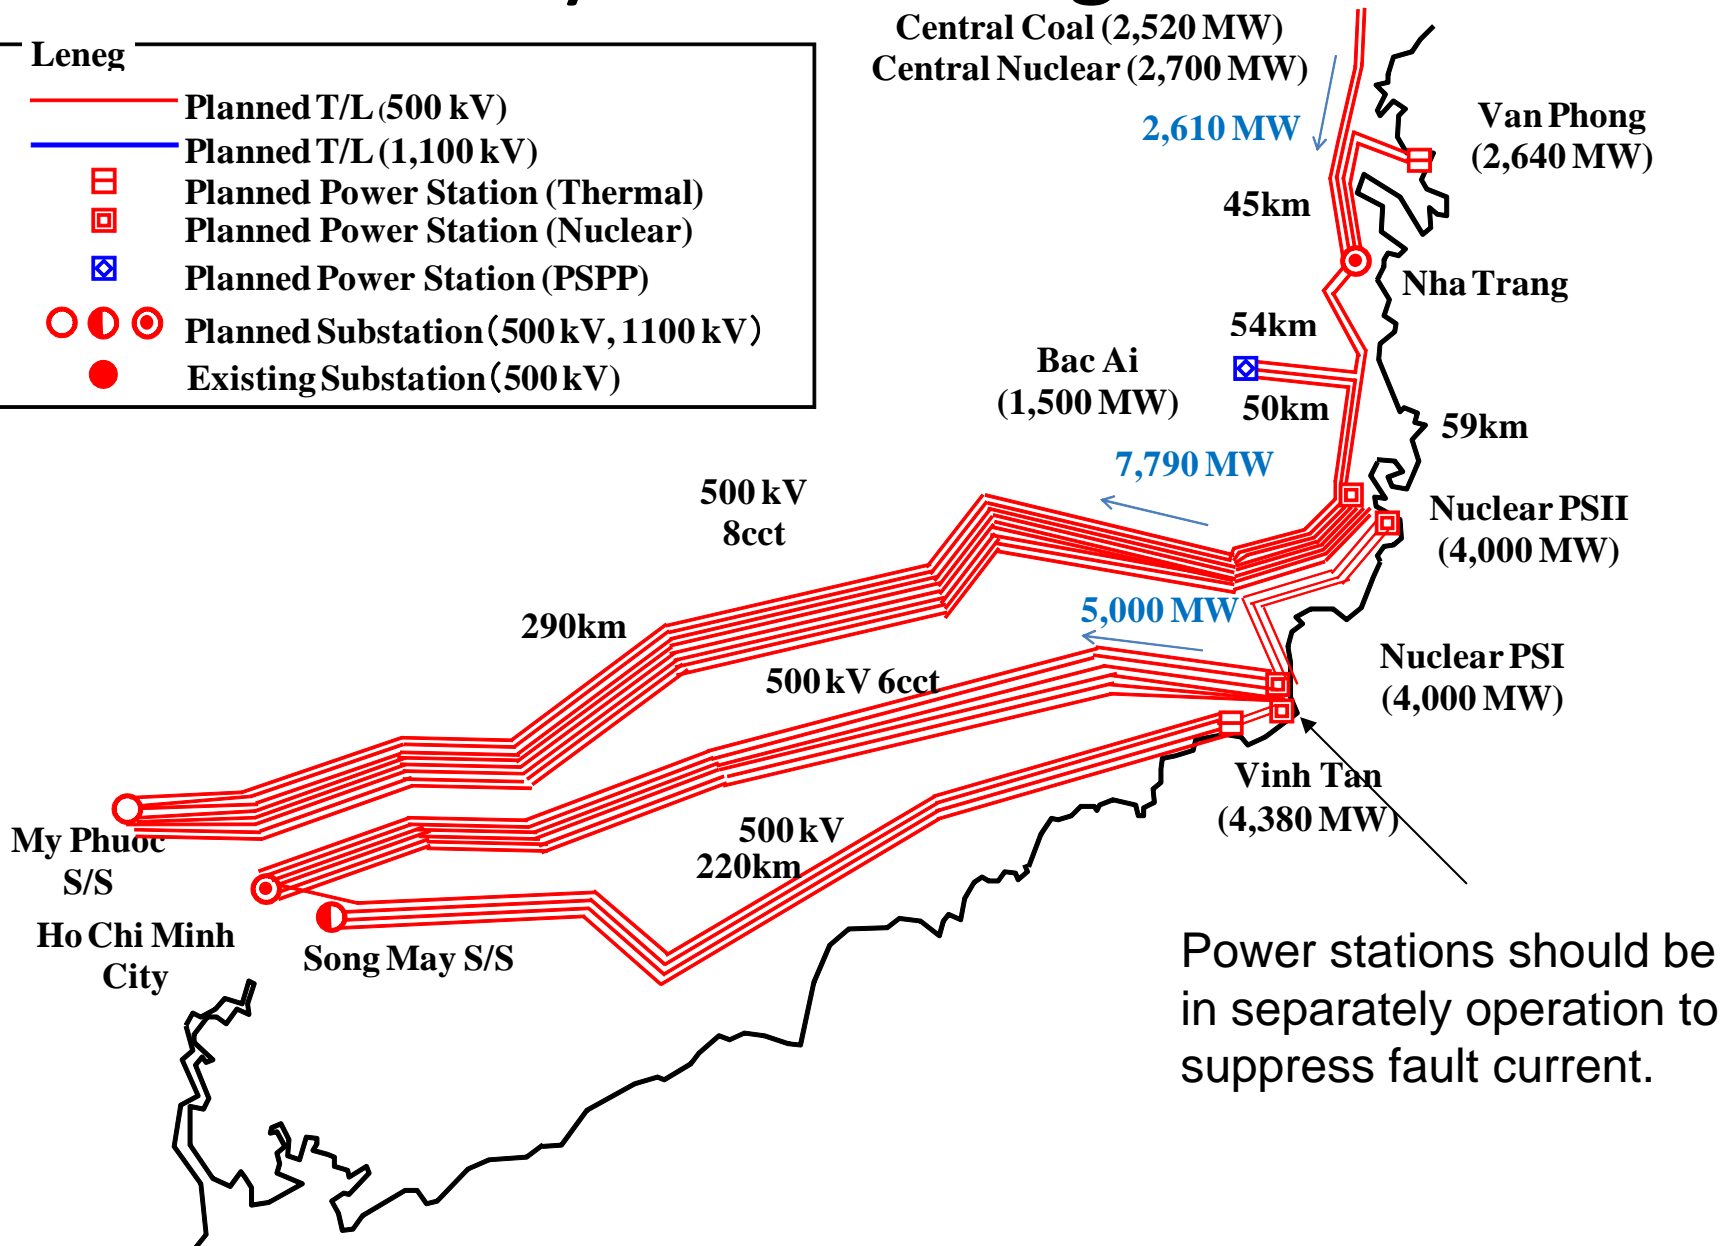 Leneg
Planned T/L (500 kV)
Planned T/L (1,100 kV)
Planned Power Station (Thermal)
Planned Power Station (Nuclear)
Planned Power Station (PSPP)
Planned Substation(500 kV, 1100 kV)
Existing Substation(500 kV)
Central Coal (2,520 MW)
Central Nuclear (2,700 MW)
2,610 MW
Van Phong
(2,640 MW)
45km
Nha Trang
54km
Bac Ai
(1,500 MW)
50km
59km
7,790 MW
500 kV
8cct
Nuclear PSII
(4,000 MW)
290km
5,000 MW
500 kV 6cct
Nuclear PSI
(4,000 MW)
Vinh Tan
(4,380 MW)
500 kV
220km
My Phuoc
S/S
Ho Chi Minh
City
Song May S/S
Power stations should be
in separately operation to
suppress fault current.